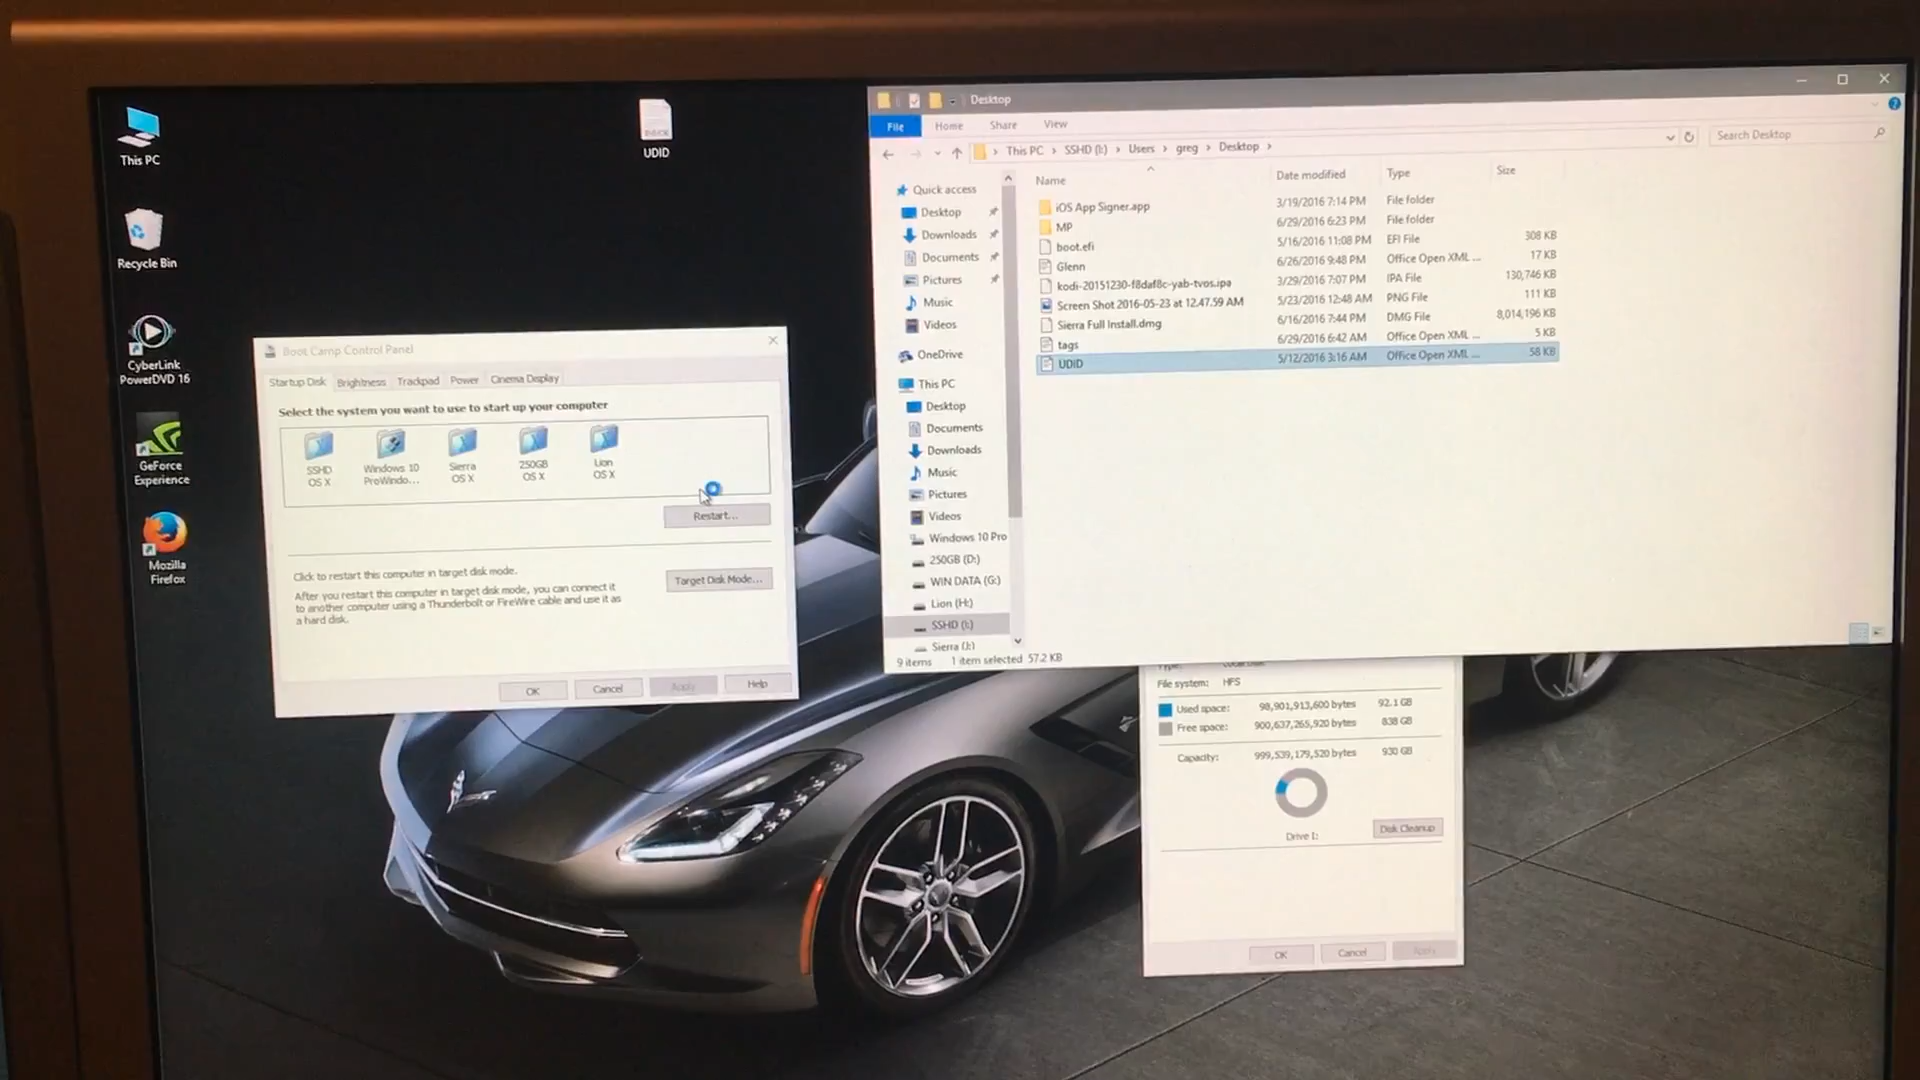 This PC
Recycle Bin
CyberLink
PowerDVD 16
GeForce
Experience
Mozilla
Firefox
DOCX
UDID
Boot Camp Control Panel
Startup Disk Brightness Trackpad Power Cinema Display
Select the system you want to use to start up your computer
SSHD
OS X
Windows 10
ProWindo...
Sierra
OS X
250GB
OS X
Lion
OS X
Restart...
Click to restart this computer in target disk mode.
Target Disk Mode...
After you restart this computer in target disk mode, you can connect it
to another computer using a Thunderbolt or FireWire cable and use it as
a hard disk.
OK Cancel Apply Help
Desktop
File Home Share View
This PC > SSHD (I:) > Users > greg > Desktop >
Search Desktop
Quick access
Desktop
Downloads
Documents
Pictures
Music
Videos
OneDrive
This PC
Desktop
Documents
Downloads
Music
Pictures
Videos
Windows 10 Pro
250GB (D:)
WIN DATA (G:)
Lion (H:)
SSHD (I:)
Sierra (J:)
Name Date modified Type Size
iOS App Signer.app 3/19/2016 7:14 PM File folder
MP 6/29/2016 6:23 PM File folder
boot.efi 5/16/2016 11:08 PM EFI File 308 KB
Glenn 6/26/2016 9:48 PM Office Open XML ... 17 KB
kodi-20151230-f8daf8c-yab-tvos.ipa 3/29/2016 7:07 PM IPA File 130,746 KB
Screen Shot 2016-05-23 at 12.47.59 AM 5/23/2016 12:48 AM PNG File 111 KB
Sierra Full Install.dmg 6/16/2016 7:44 PM DMG File 8,014,196 KB
tags 6/29/2016 6:42 AM Office Open XML ... 5 KB
UDID 5/12/2016 3:16 AM Office Open XML ... 58 KB
9 items 1 item selected 57.2 KB
File system: HFS
Used space: 98,901,913,600 bytes 92.1 GB
Free space: 900,637,265,920 bytes 838 GB
Capacity: 999,539,179,520 bytes 930 GB
Drive I:
Disk Cleanup
OK Cancel Apply